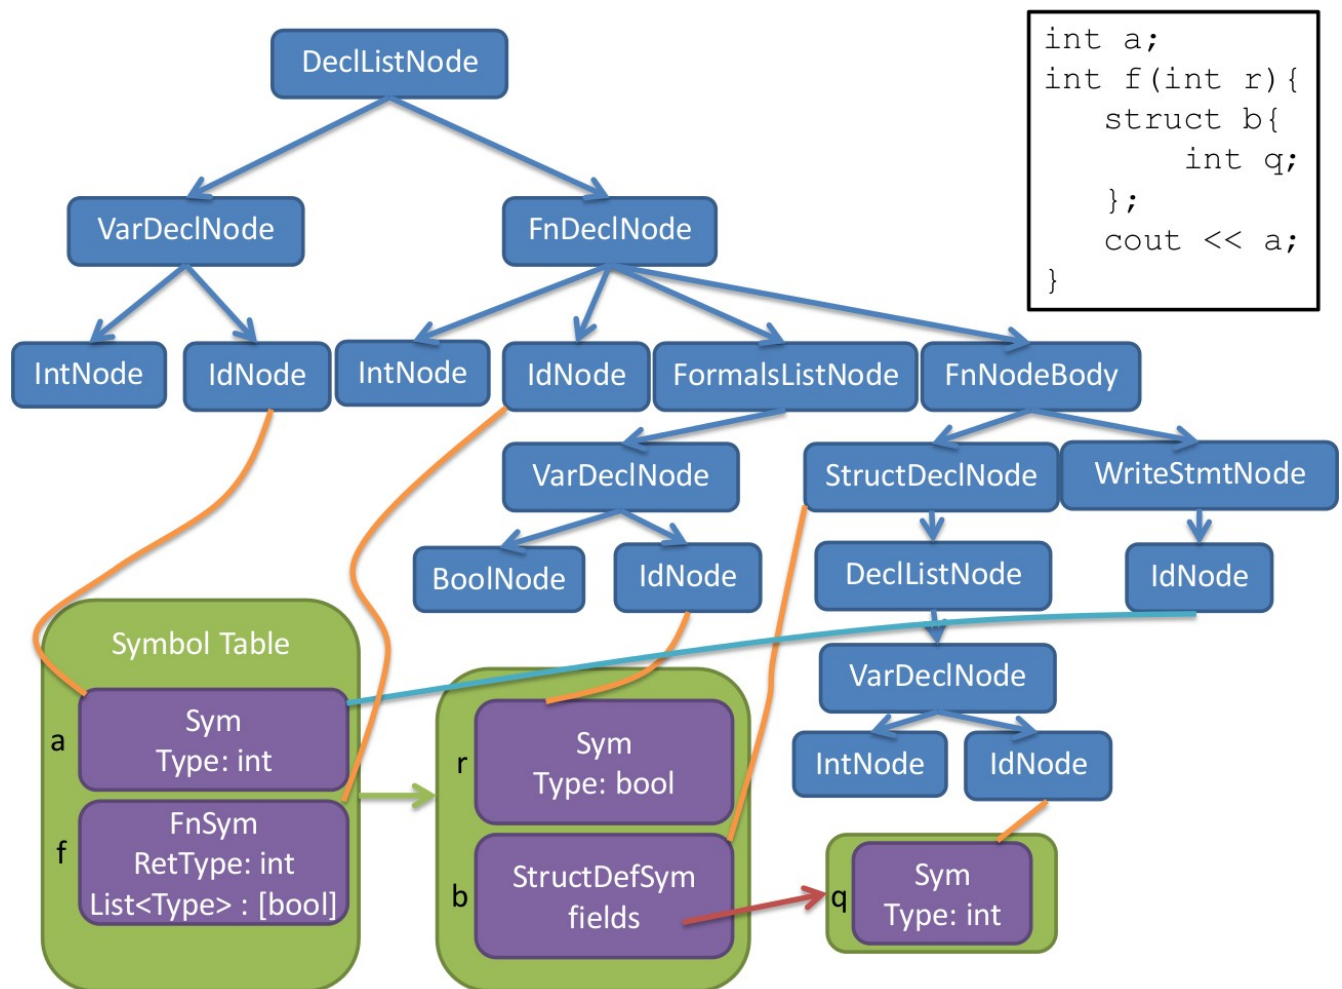 DeclListNode
int a;
int f(int r){
struct b{
int q;
};
cout << a;
}
VarDeclNode
FnDeclNode
IntNode
IdNode
IntNode
IdNode
FormalsListNode
FnNodeBody
VarDeclNode
StructDeclNode
WriteStmtNode
BoolNode
IdNode
DeclListNode
IdNode
VarDeclNode
IntNode
IdNode
Symbol Table
a
Sym
Type: int
f
FnSym
RetType: int
List<Type> : [bool]
r
Sym
Type: bool
b
StructDefSym
fields
q
Sym
Type: int